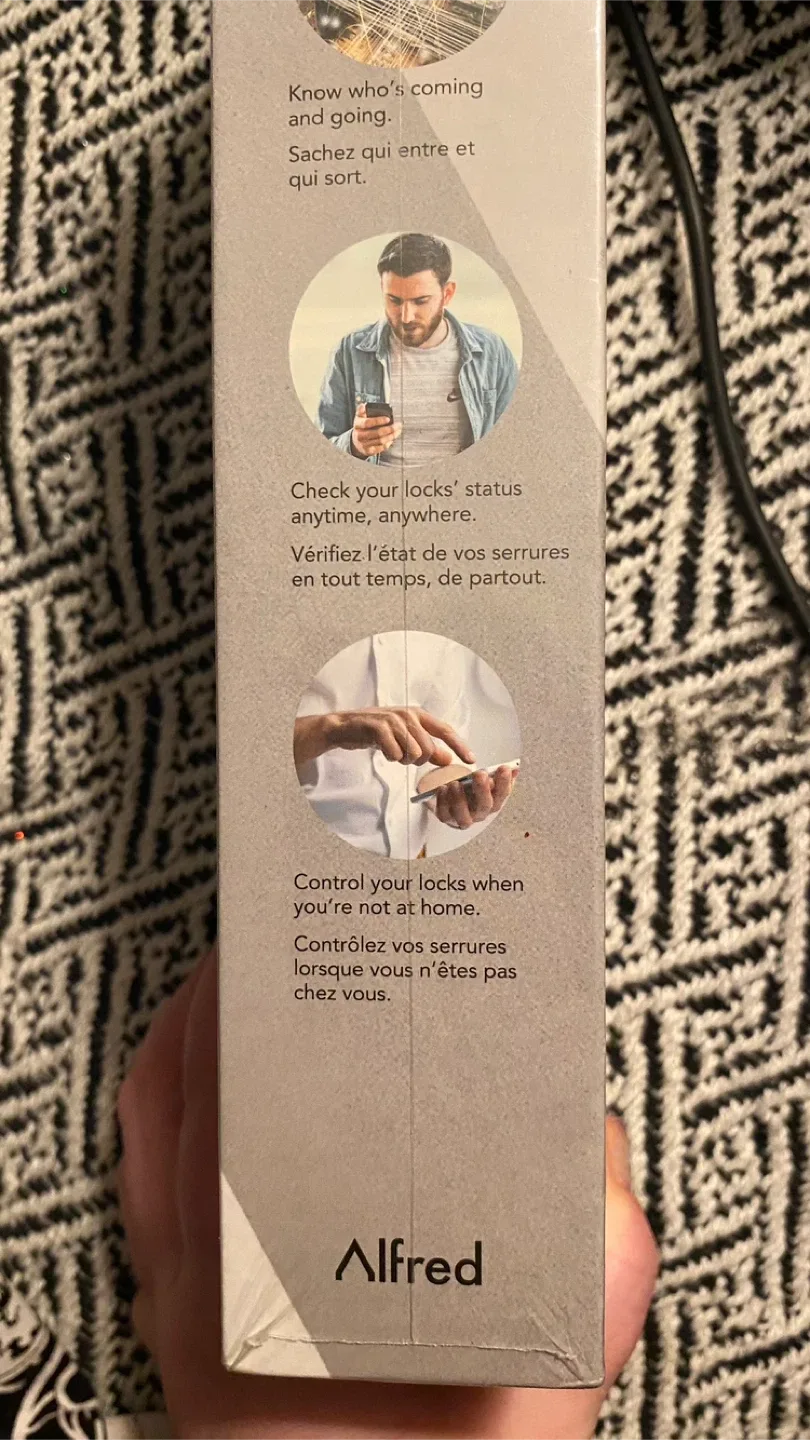 Know who's coming
and going.
Sachez qui entre et
qui sort.
Check your locks' status
anytime, anywhere.
Vérifiez l'état de vos serrures
en tout temps, de partout.
Control your locks when
you're not at home.
Contrôlez vos serrures
lorsque vous n'êtes pas
chez vous.
Alfred